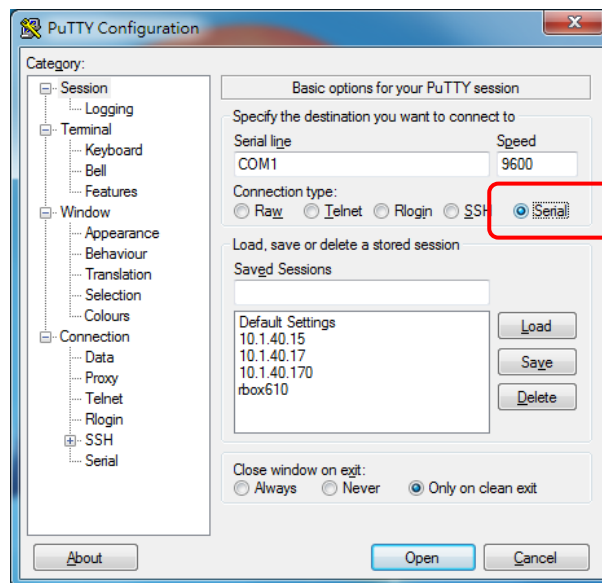 PuTTY Configuration
Category:
Session
Logging
Terminal
Keyboard
Bell
Features
Window
Appearance
Behaviour
Translation
Selection
Colours
Connection
Data
Proxy
Telnet
Rlogin
SSH
Serial
Basic options for your PuTTY session
Specify the destination you want to connect to
Serial line Speed
COM1 9600
Connection type:
Raw Telnet Rlogin SSH Serial
Load, save or delete a stored session
Saved Sessions
Default Settings
10.1.40.15
10.1.40.17
10.1.40.170
rbox610
Load
Save
Delete
Close window on exit:
Always Never Only on clean exit
About Open Cancel